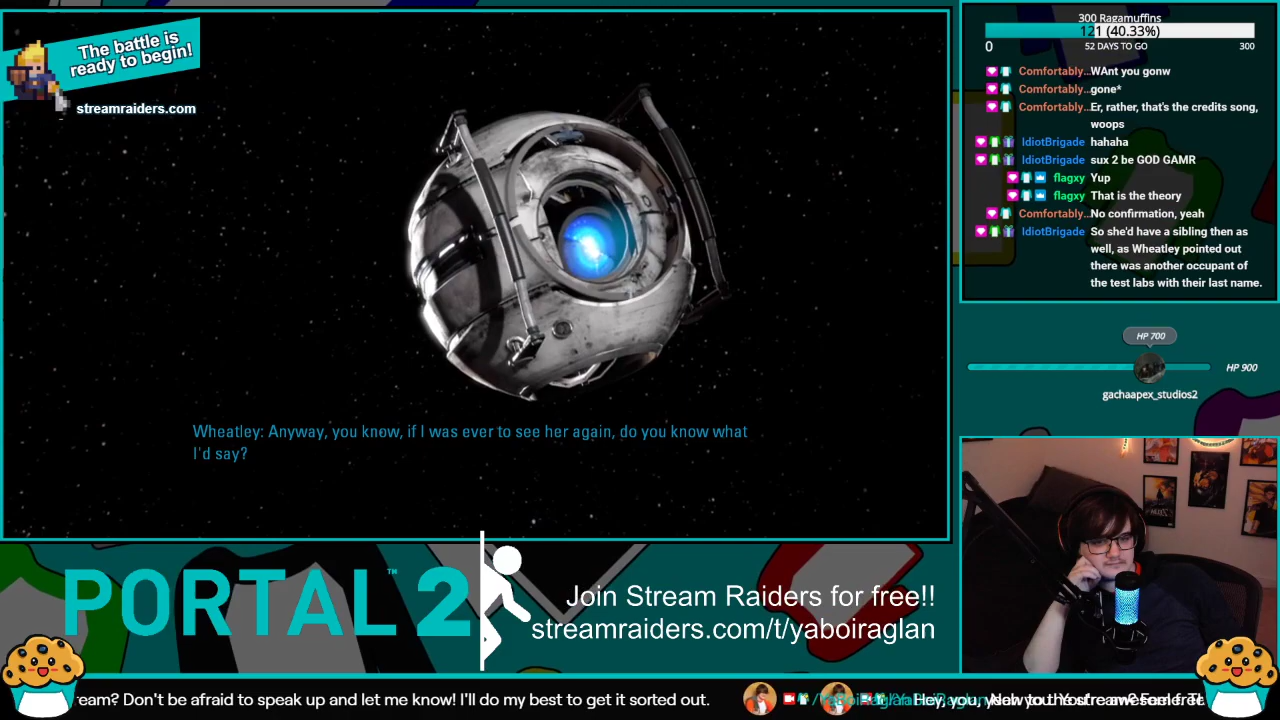 The battle is
ready to begin!
streamraiders.com
Wheatley: Anyway, you know, if I was ever to see her again, do you know what
I'd say?
300 Ragamuffins
121 (40.33%)
0
52 DAYS TO GO
300
Comfortably... WAnt you gonw
Comfortably... gone*
Comfortably... Er, rather, that's the credits song,
woops
IdiotBrigade hahaha
IdiotBrigade sux 2 be GOD GAMR
flagxy Yup
flagxy That is the theory
Comfortably... No confirmation, yeah
IdiotBrigade So she'd have a sibling then as
well, as Wheatley pointed out
there was another occupant of
the test labs with their last name.
HP 700
HP 900
gachaapex_studios2
PORTAL™ 2
Join Stream Raiders for free!!
streamraiders.com/t/yaboiraglan
ream? Don't be afraid to speak up and let me know! I'll do my best to get it sorted out.